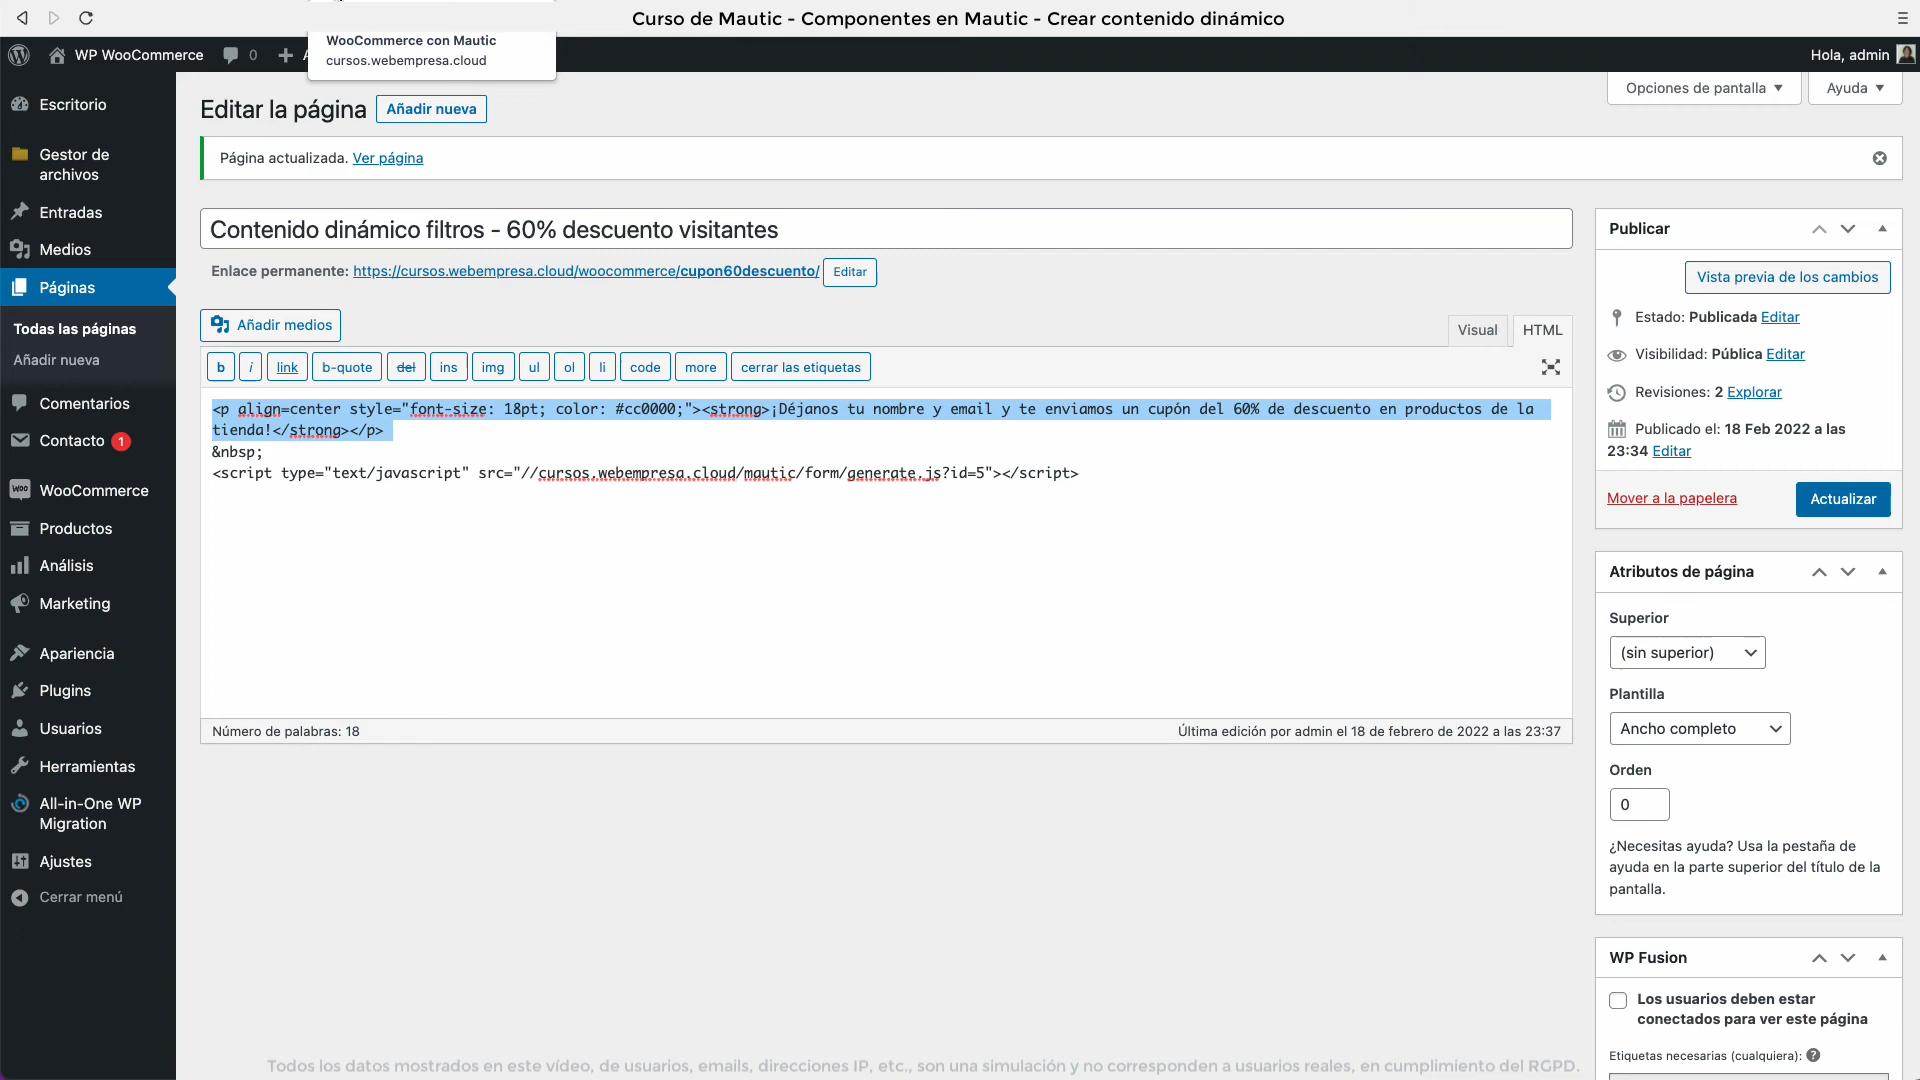 Curso de Mautic - Componentes en Mautic - Crear contenido dinámico
WooCommerce con Mautic
cursos.webempresa.cloud
WP WooCommerce
0
Hola, admin
Escritorio
Gestor de
archivos
Entradas
Medios
Páginas
Todas las páginas
Añadir nueva
Comentarios
Contacto 1
WooCommerce
Productos
Análisis
Marketing
Apariencia
Plugins
Usuarios
Herramientas
All-in-One WP
Migration
Ajustes
Cerrar menú
Opciones de pantalla
Ayuda
Editar la página
Añadir nueva
Página actualizada. Ver página
Contenido dinámico filtros - 60% descuento visitantes
Enlace permanente: https://cursos.webempresa.cloud/woocommerce/cupon60descuento/ Editar
Añadir medios
Visual
HTML
b
i
link
b-quote
del
ins
img
ul
ol
li
code
more
cerrar las etiquetas
<p align=center style="font-size: 18pt; color: #cc0000;"><strong>¡Déjanos tu nombre y email y te enviamos un cupón del 60% de descuento en productos de la
tienda!</strong></p>
&nbsp;
<script type="text/javascript" src="//cursos.webempresa.cloud/mautic/form/generate.js?id=5"></script>
Número de palabras: 18
Última edición por admin el 18 de febrero de 2022 a las 23:37
Publicar
Vista previa de los cambios
Estado: Publicada Editar
Visibilidad: Pública Editar
Revisiones: 2 Explorar
Publicado el: 18 Feb 2022 a las
23:34 Editar
Mover a la papelera
Actualizar
Atributos de página
Superior
(sin superior)
Plantilla
Ancho completo
Orden
0
¿Necesitas ayuda? Usa la pestaña de
ayuda en la parte superior del título de la
pantalla.
WP Fusion
Los usuarios deben estar
conectados para ver este página
Etiquetas necesarias (cualquiera):
Todos los datos mostrados en este vídeo, de usuarios, emails, direcciones IP, etc., son una simulación y no corresponden a usuarios reales, en cumplimiento del RGPD.